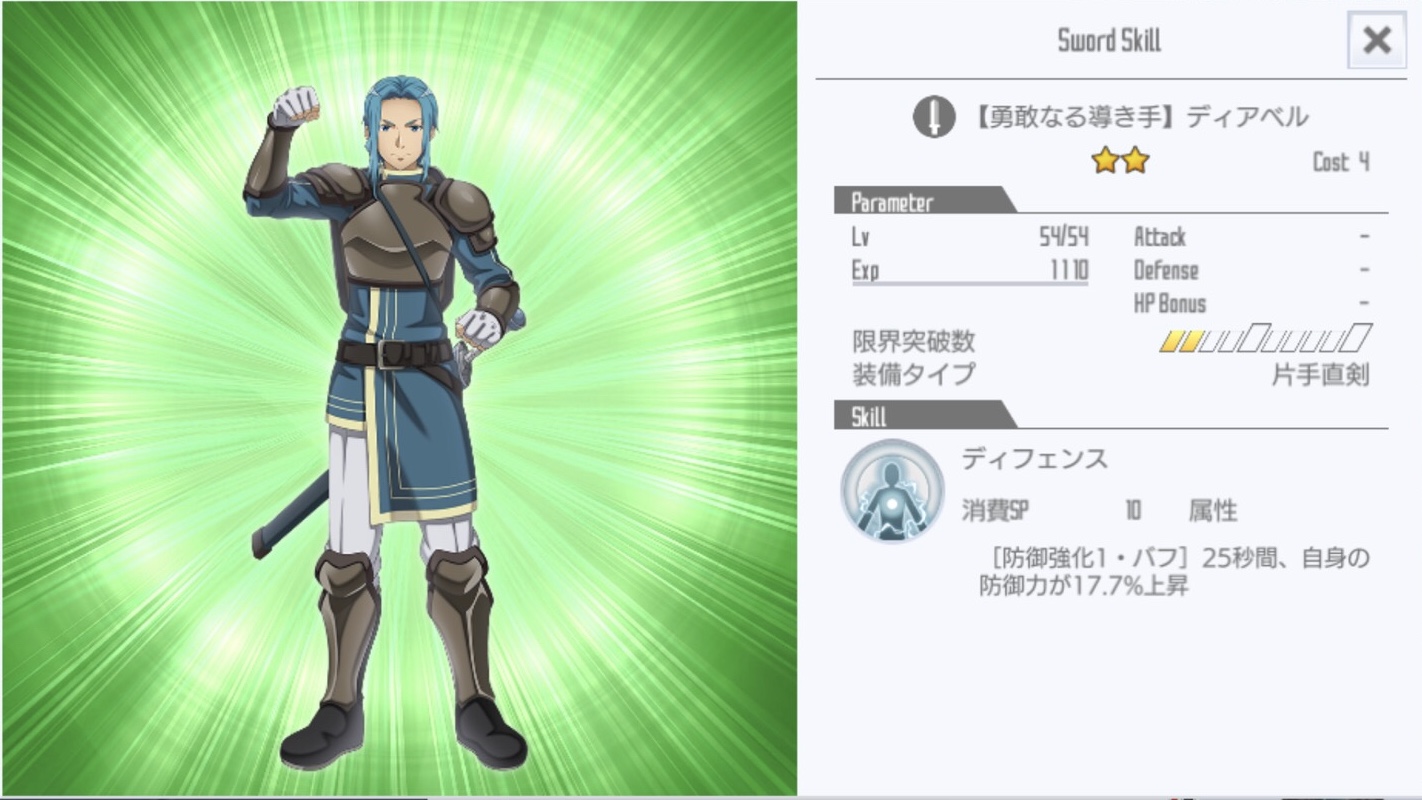 Sword Skill
【勇敢なる導き手】ディアベル
Cost 4
Parameter
Lv 54/54 Attack -
Exp 1110 Defense -
HP Bonus -
限界突破数
装備タイプ 片手直剣
Skill
ディフェンス
消費SP 10 属性
［防御強化1・バフ］25秒間、自身の
防御力が17.7%上昇